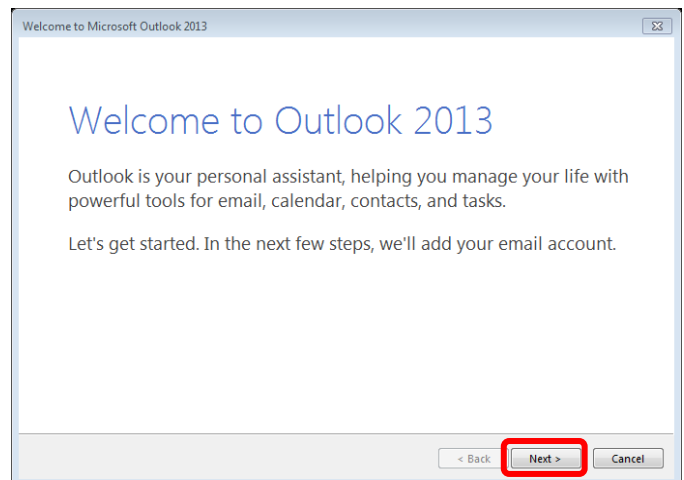 Welcome to Microsoft Outlook 2013
Welcome to Outlook 2013
Outlook is your personal assistant, helping you manage your life with
powerful tools for email, calendar, contacts, and tasks.
Let's get started. In the next few steps, we'll add your email account.
< Back Next > Cancel